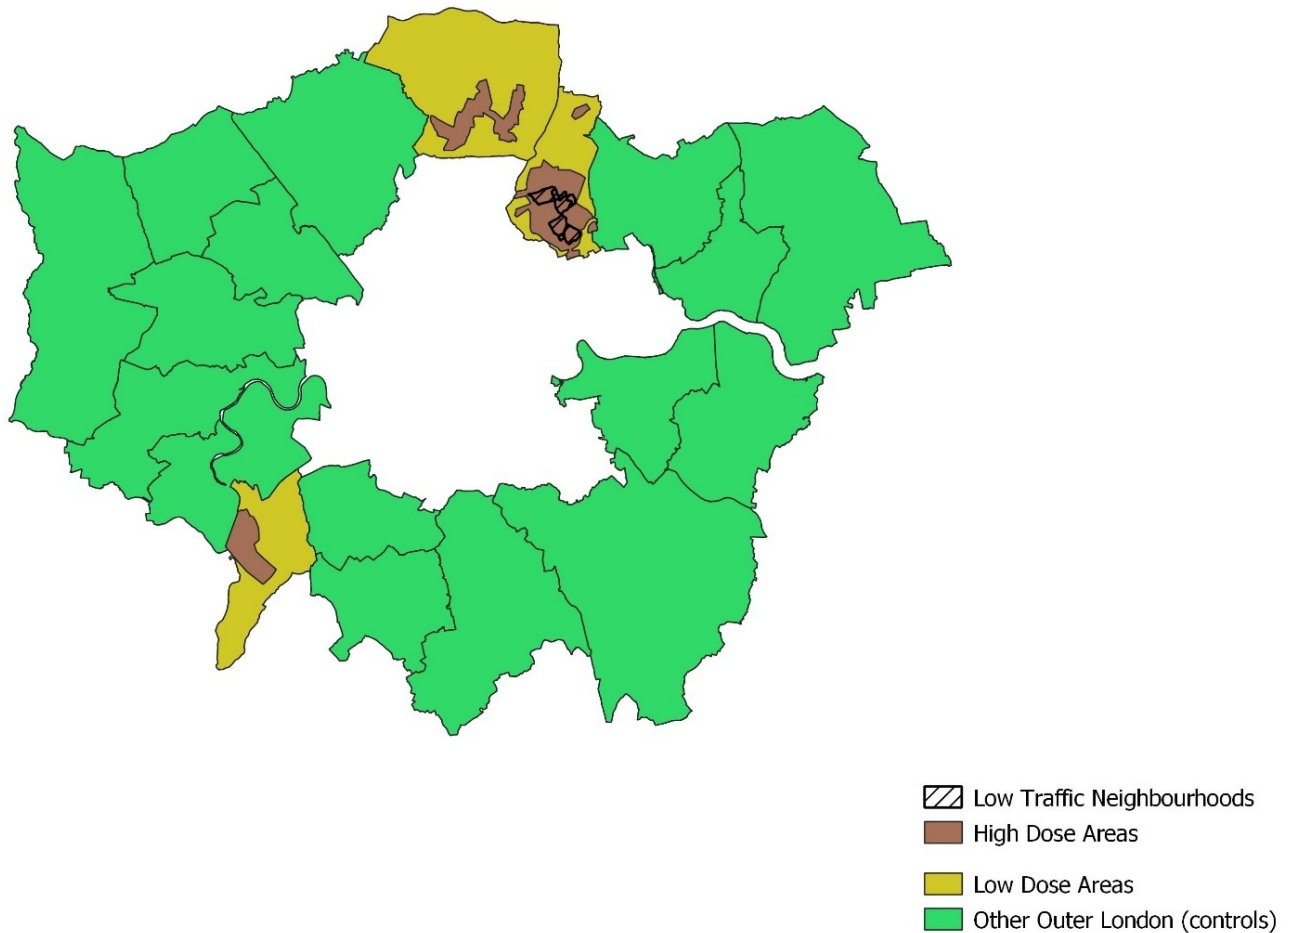 Low Traffic Neighbourhoods
High Dose Areas
Low Dose Areas
Other Outer London (controls)